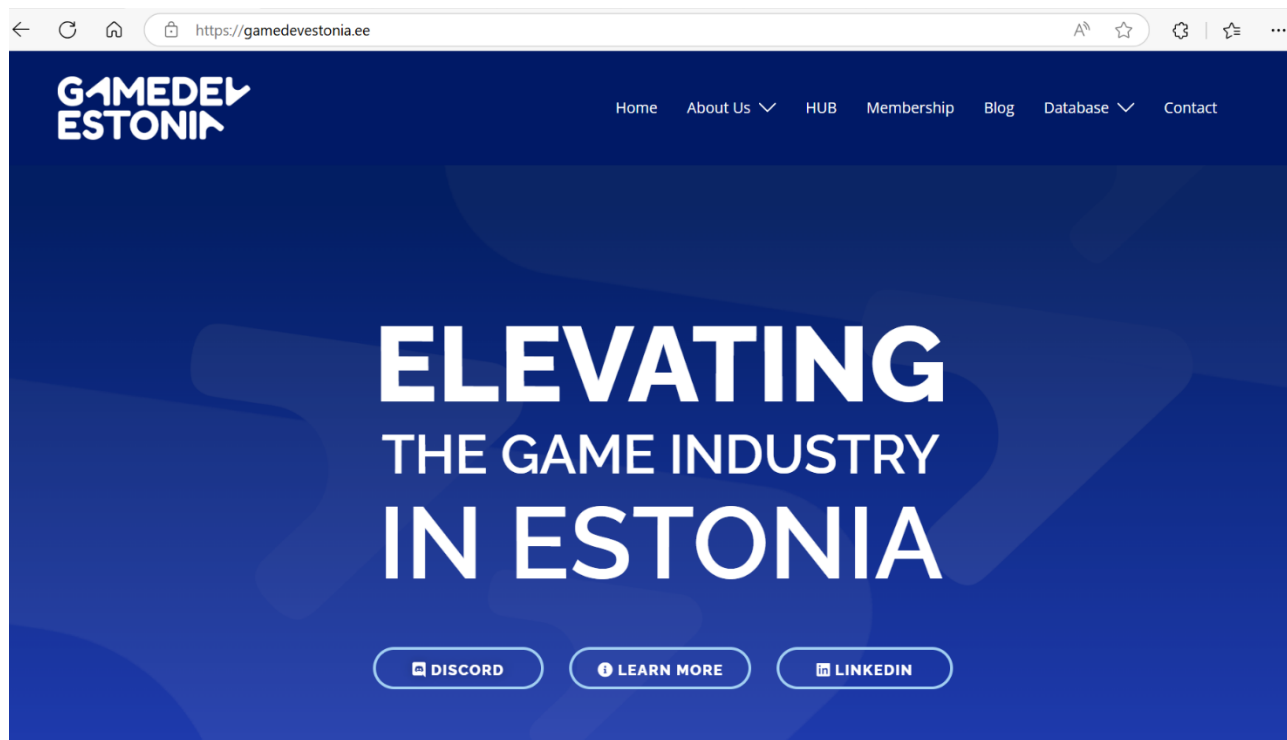 https://gamedevestonia.ee
GAMEDEV
ESTONIA
Home About Us HUB Membership Blog Database Contact
ELEVATING
THE GAME INDUSTRY
IN ESTONIA
DISCORD LEARN MORE LINKEDIN